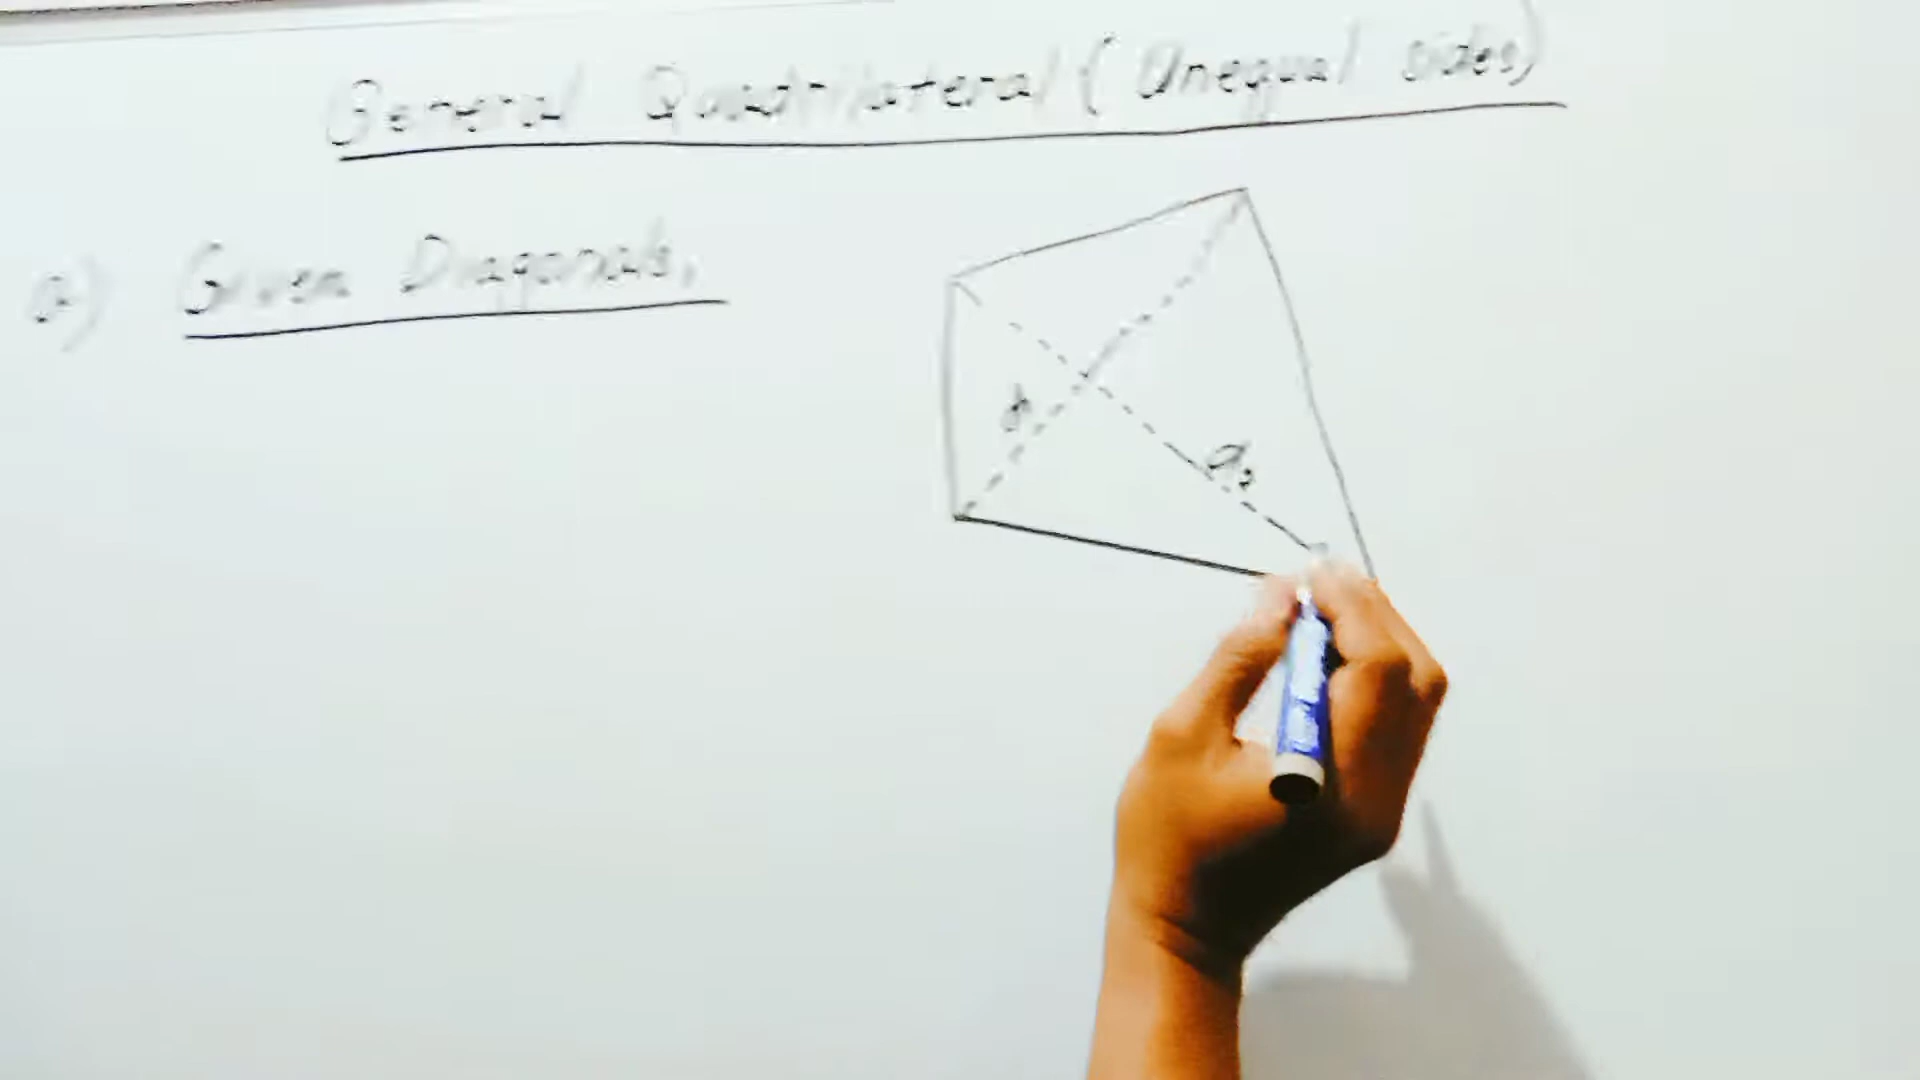 General Quadrilateral (Unequal sides)
a) Given Diagonals,
d₁
d₂